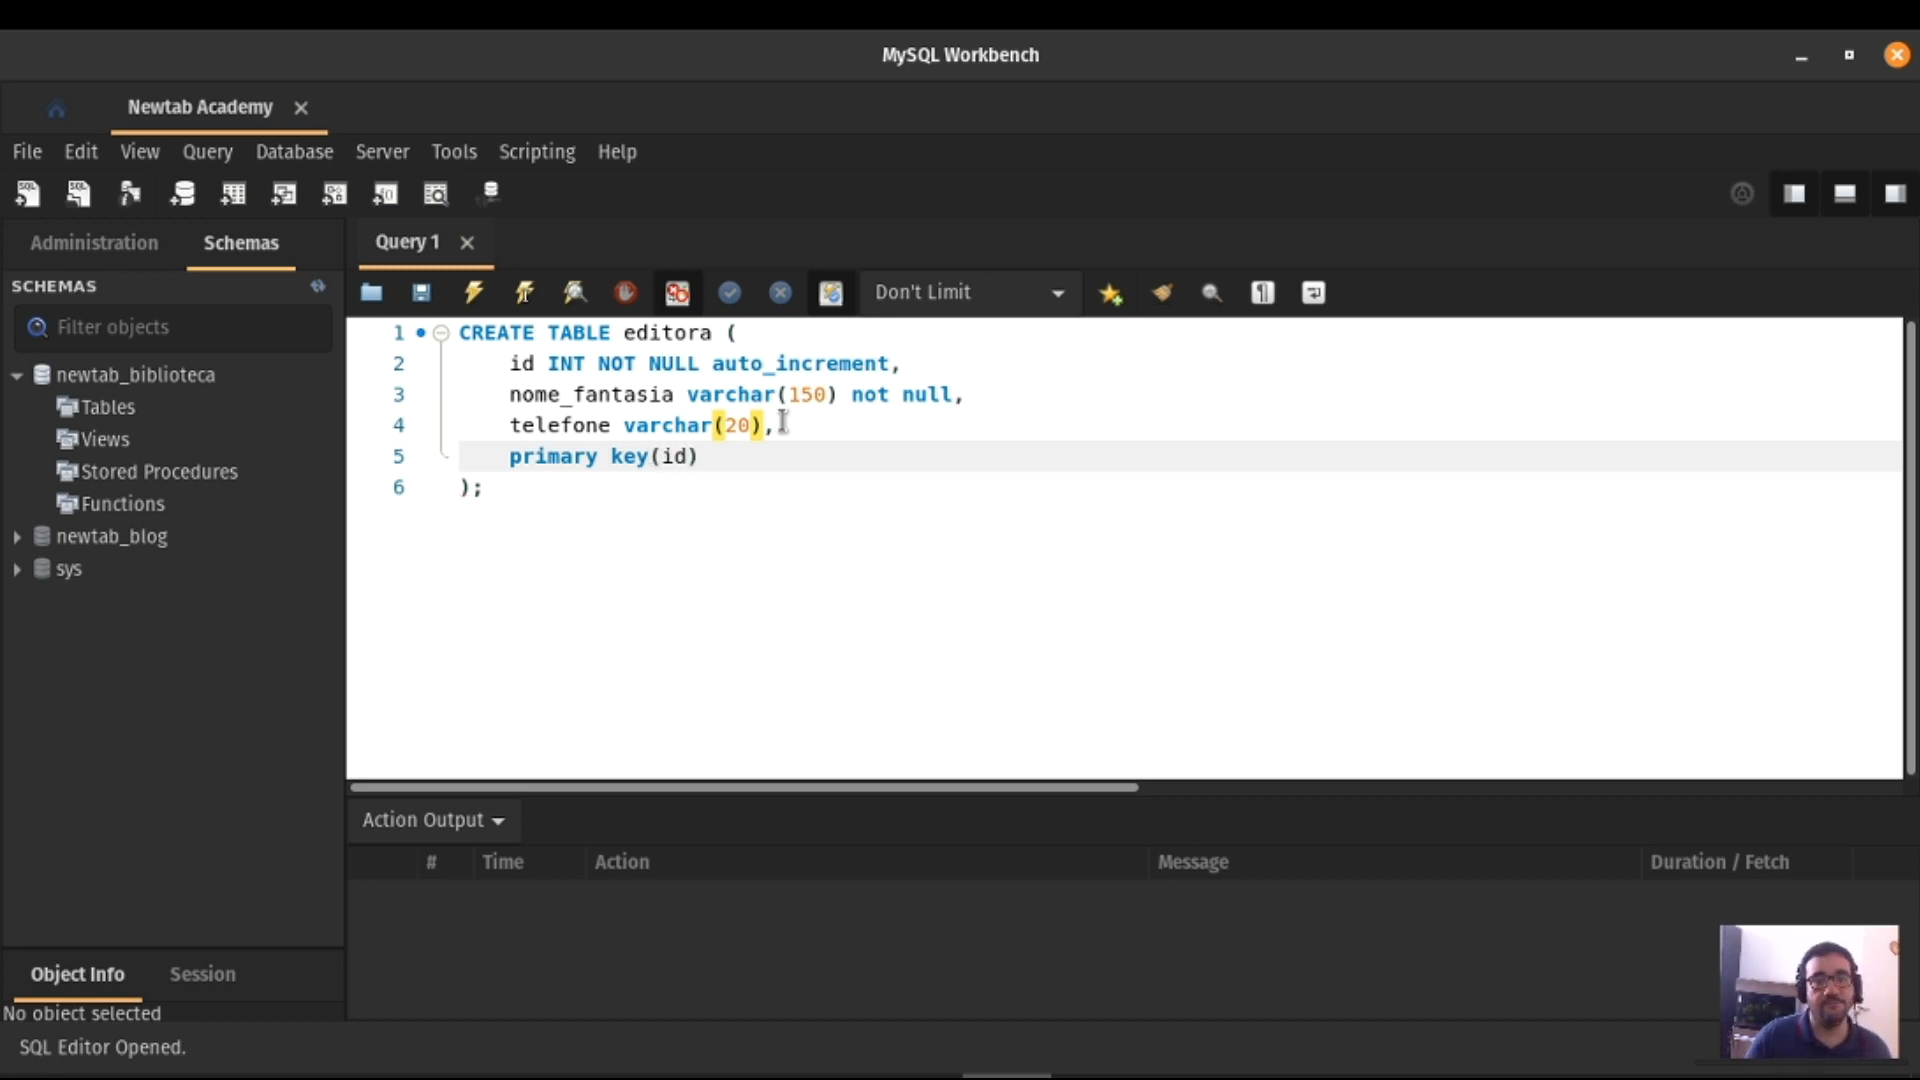 MySQL Workbench
Newtab Academy
File Edit View Query Database Server Tools Scripting Help
Administration Schemas
Query 1
SCHEMAS
Don't Limit
Filter objects
newtab_biblioteca
Tables
Views
Stored Procedures
Functions
newtab_blog
sys
1 CREATE TABLE editora (
2 id INT NOT NULL auto_increment,
3 nome_fantasia varchar(150) not null,
4 telefone varchar(20),
5 primary key(id)
6 );
Action Output
# Time Action Message Duration / Fetch
Object Info Session
No object selected
SQL Editor Opened.